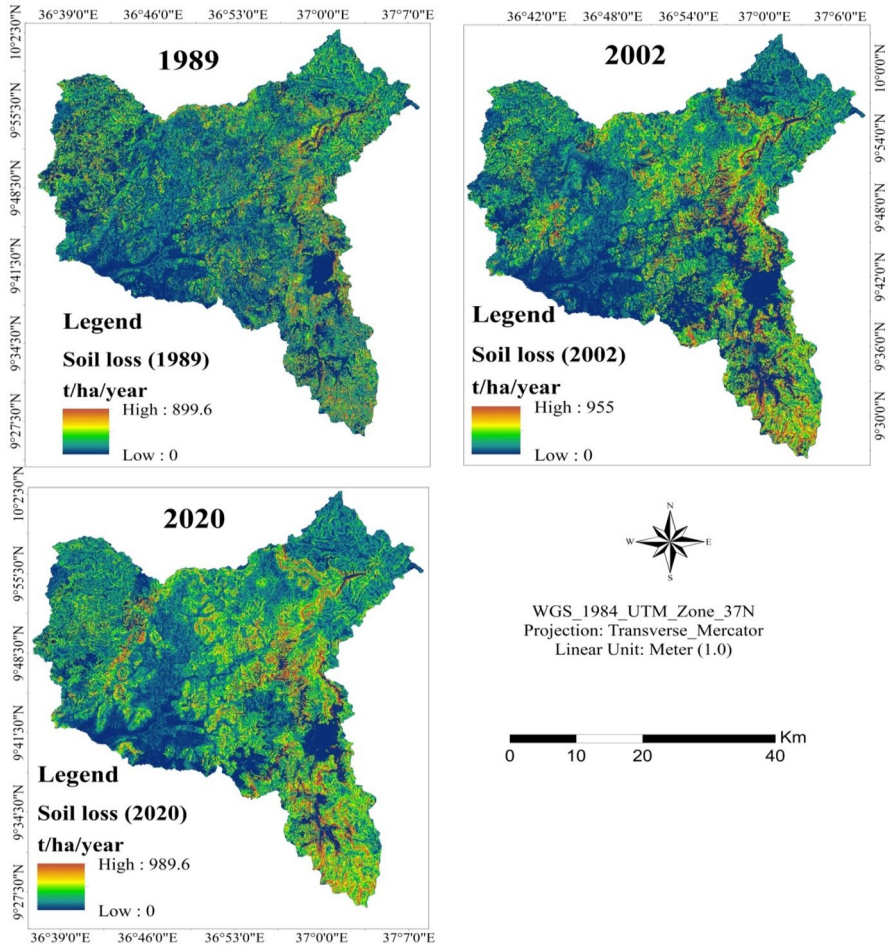 36°39'0"E 36°46'0"E 36°53'0"E 37°0'0"E 37°7'0"E
36°42'0"E 36°48'0"E 36°54'0"E 37°0'0"E 37°6'0"E
1989
2002
10°2'30"N
9°55'30"N
9°48'30"N
9°41'30"N
9°34'30"N
9°27'30"N
10°0'0"N
9°54'0"N
9°48'0"N
9°42'0"N
9°36'0"N
9°30'0"N
Legend
Soil loss (1989)
t/ha/year
High : 899.6
Low : 0
Legend
Soil loss (2002)
t/ha/year
High : 955
Low : 0
2020
10°2'30"N
9°55'30"N
9°48'30"N
9°41'30"N
9°34'30"N
9°27'30"N
Legend
Soil loss (2020)
t/ha/year
High : 989.6
Low : 0
36°39'0"E 36°46'0"E 36°53'0"E 37°0'0"E 37°7'0"E
N
W E
S
WGS_1984_UTM_Zone_37N
Projection: Transverse_Mercator
Linear Unit: Meter (1.0)
Km
0 10 20 40